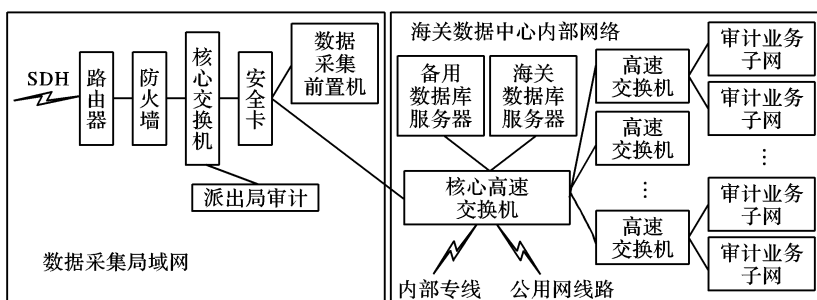 SDH
路由器
防火墙
核心交换机
安全卡
数据
采集
前置机
派出局审计
数据采集局域网
海关数据中心内部网络
备用
数据库
服务器
海关
数据库
服务器
核心高速
交换机
内部专线
公用网线路
高速
交换机
高速
交换机
⋮
高速
交换机
审计业务
子网
审计业务
子网
⋮
审计业务
子网
审计业务
子网